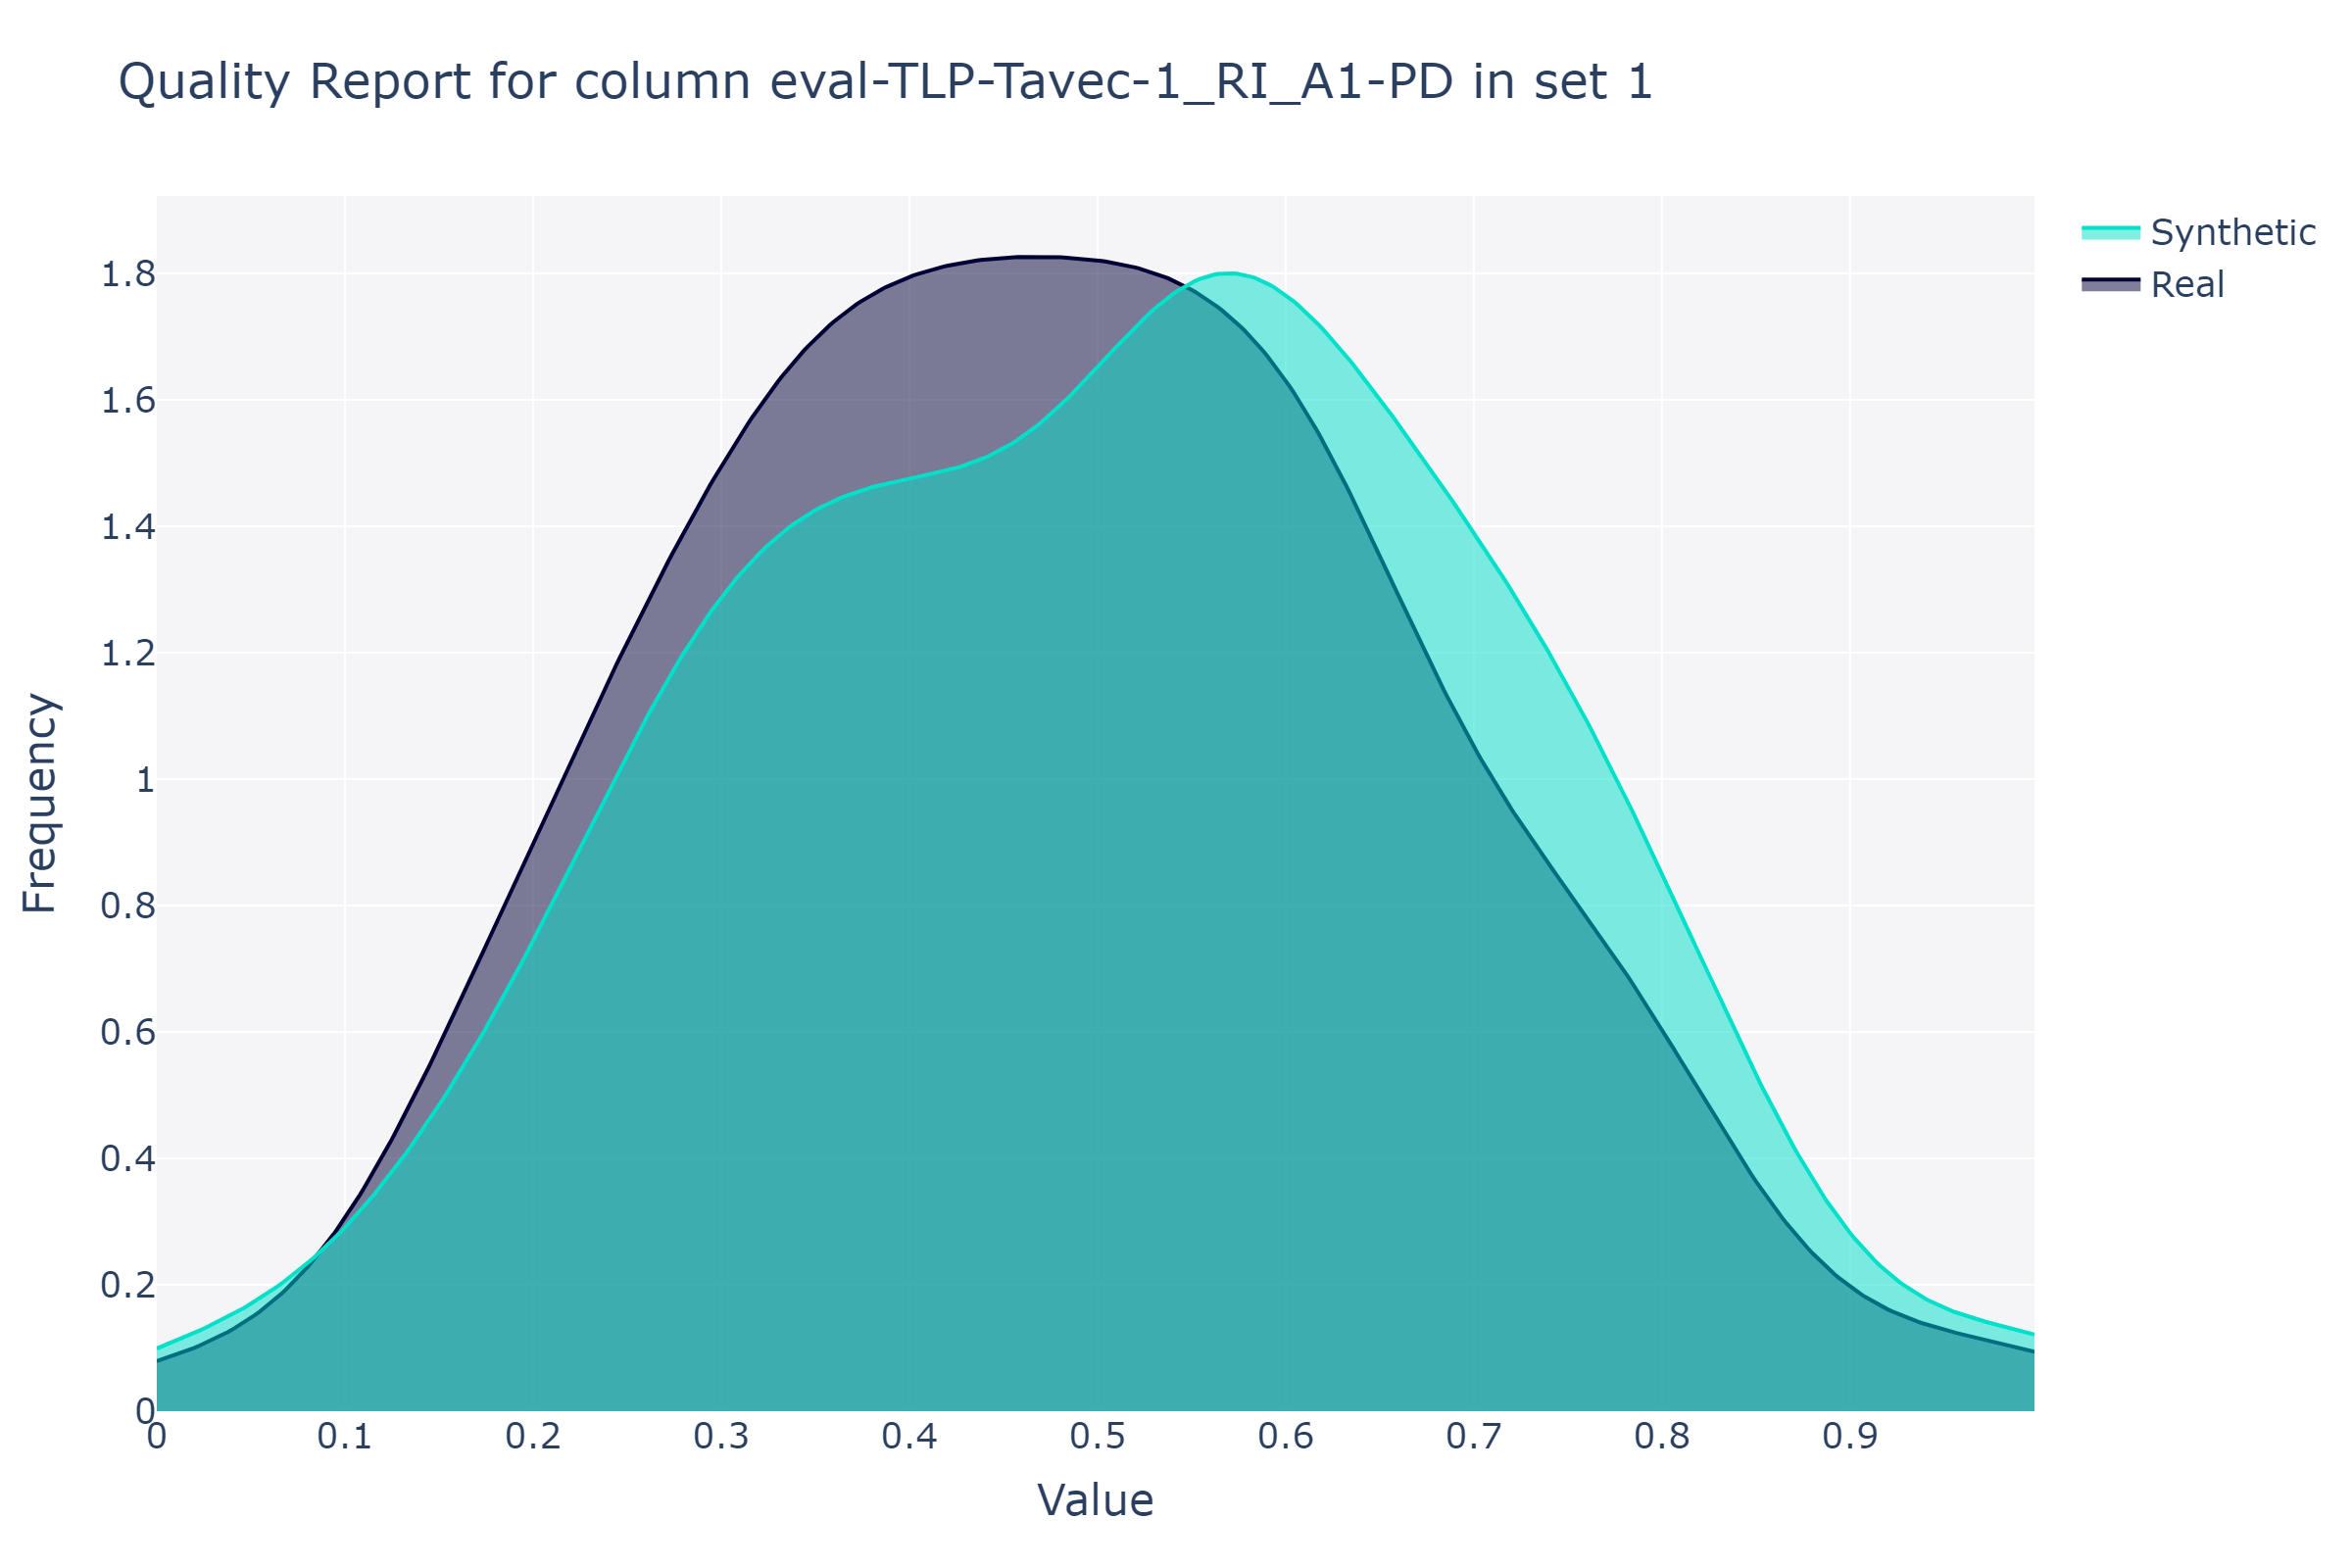 Quality Report for column eval-TLP-Tavec-1_RI_A1-PD in set 1
Synthetic
Real
Frequency
1.8
1.6
1.4
1.2
1
0.8
0.6
0.4
0.2
0
0 0.1 0.2 0.3 0.4 0.5 0.6 0.7 0.8 0.9
Value